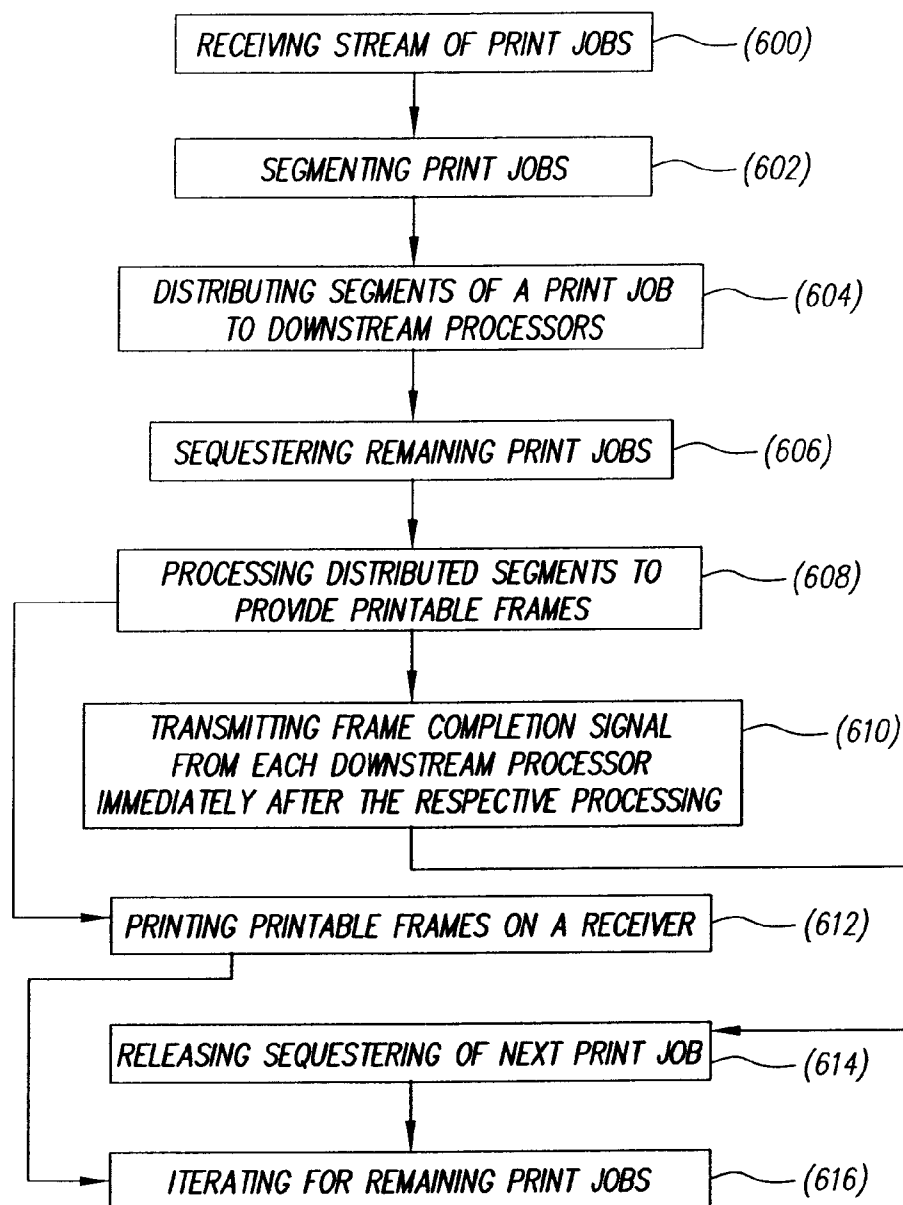 RECEIVING STREAM OF PRINT JOBS (600)
SEGMENTING PRINT JOBS (602)
DISTRIBUTING SEGMENTS OF A PRINT JOB (604)
TO DOWNSTREAM PROCESSORS
SEQUESTERING REMAINING PRINT JOBS (606)
PROCESSING DISTRIBUTED SEGMENTS TO (608)
PROVIDE PRINTABLE FRAMES
TRANSMITTING FRAME COMPLETION SIGNAL (610)
FROM EACH DOWNSTREAM PROCESSOR
IMMEDIATELY AFTER THE RESPECTIVE PROCESSING
PRINTING PRINTABLE FRAMES ON A RECEIVER (612)
RELEASING SEQUESTERING OF NEXT PRINT JOB (614)
ITERATING FOR REMAINING PRINT JOBS (616)